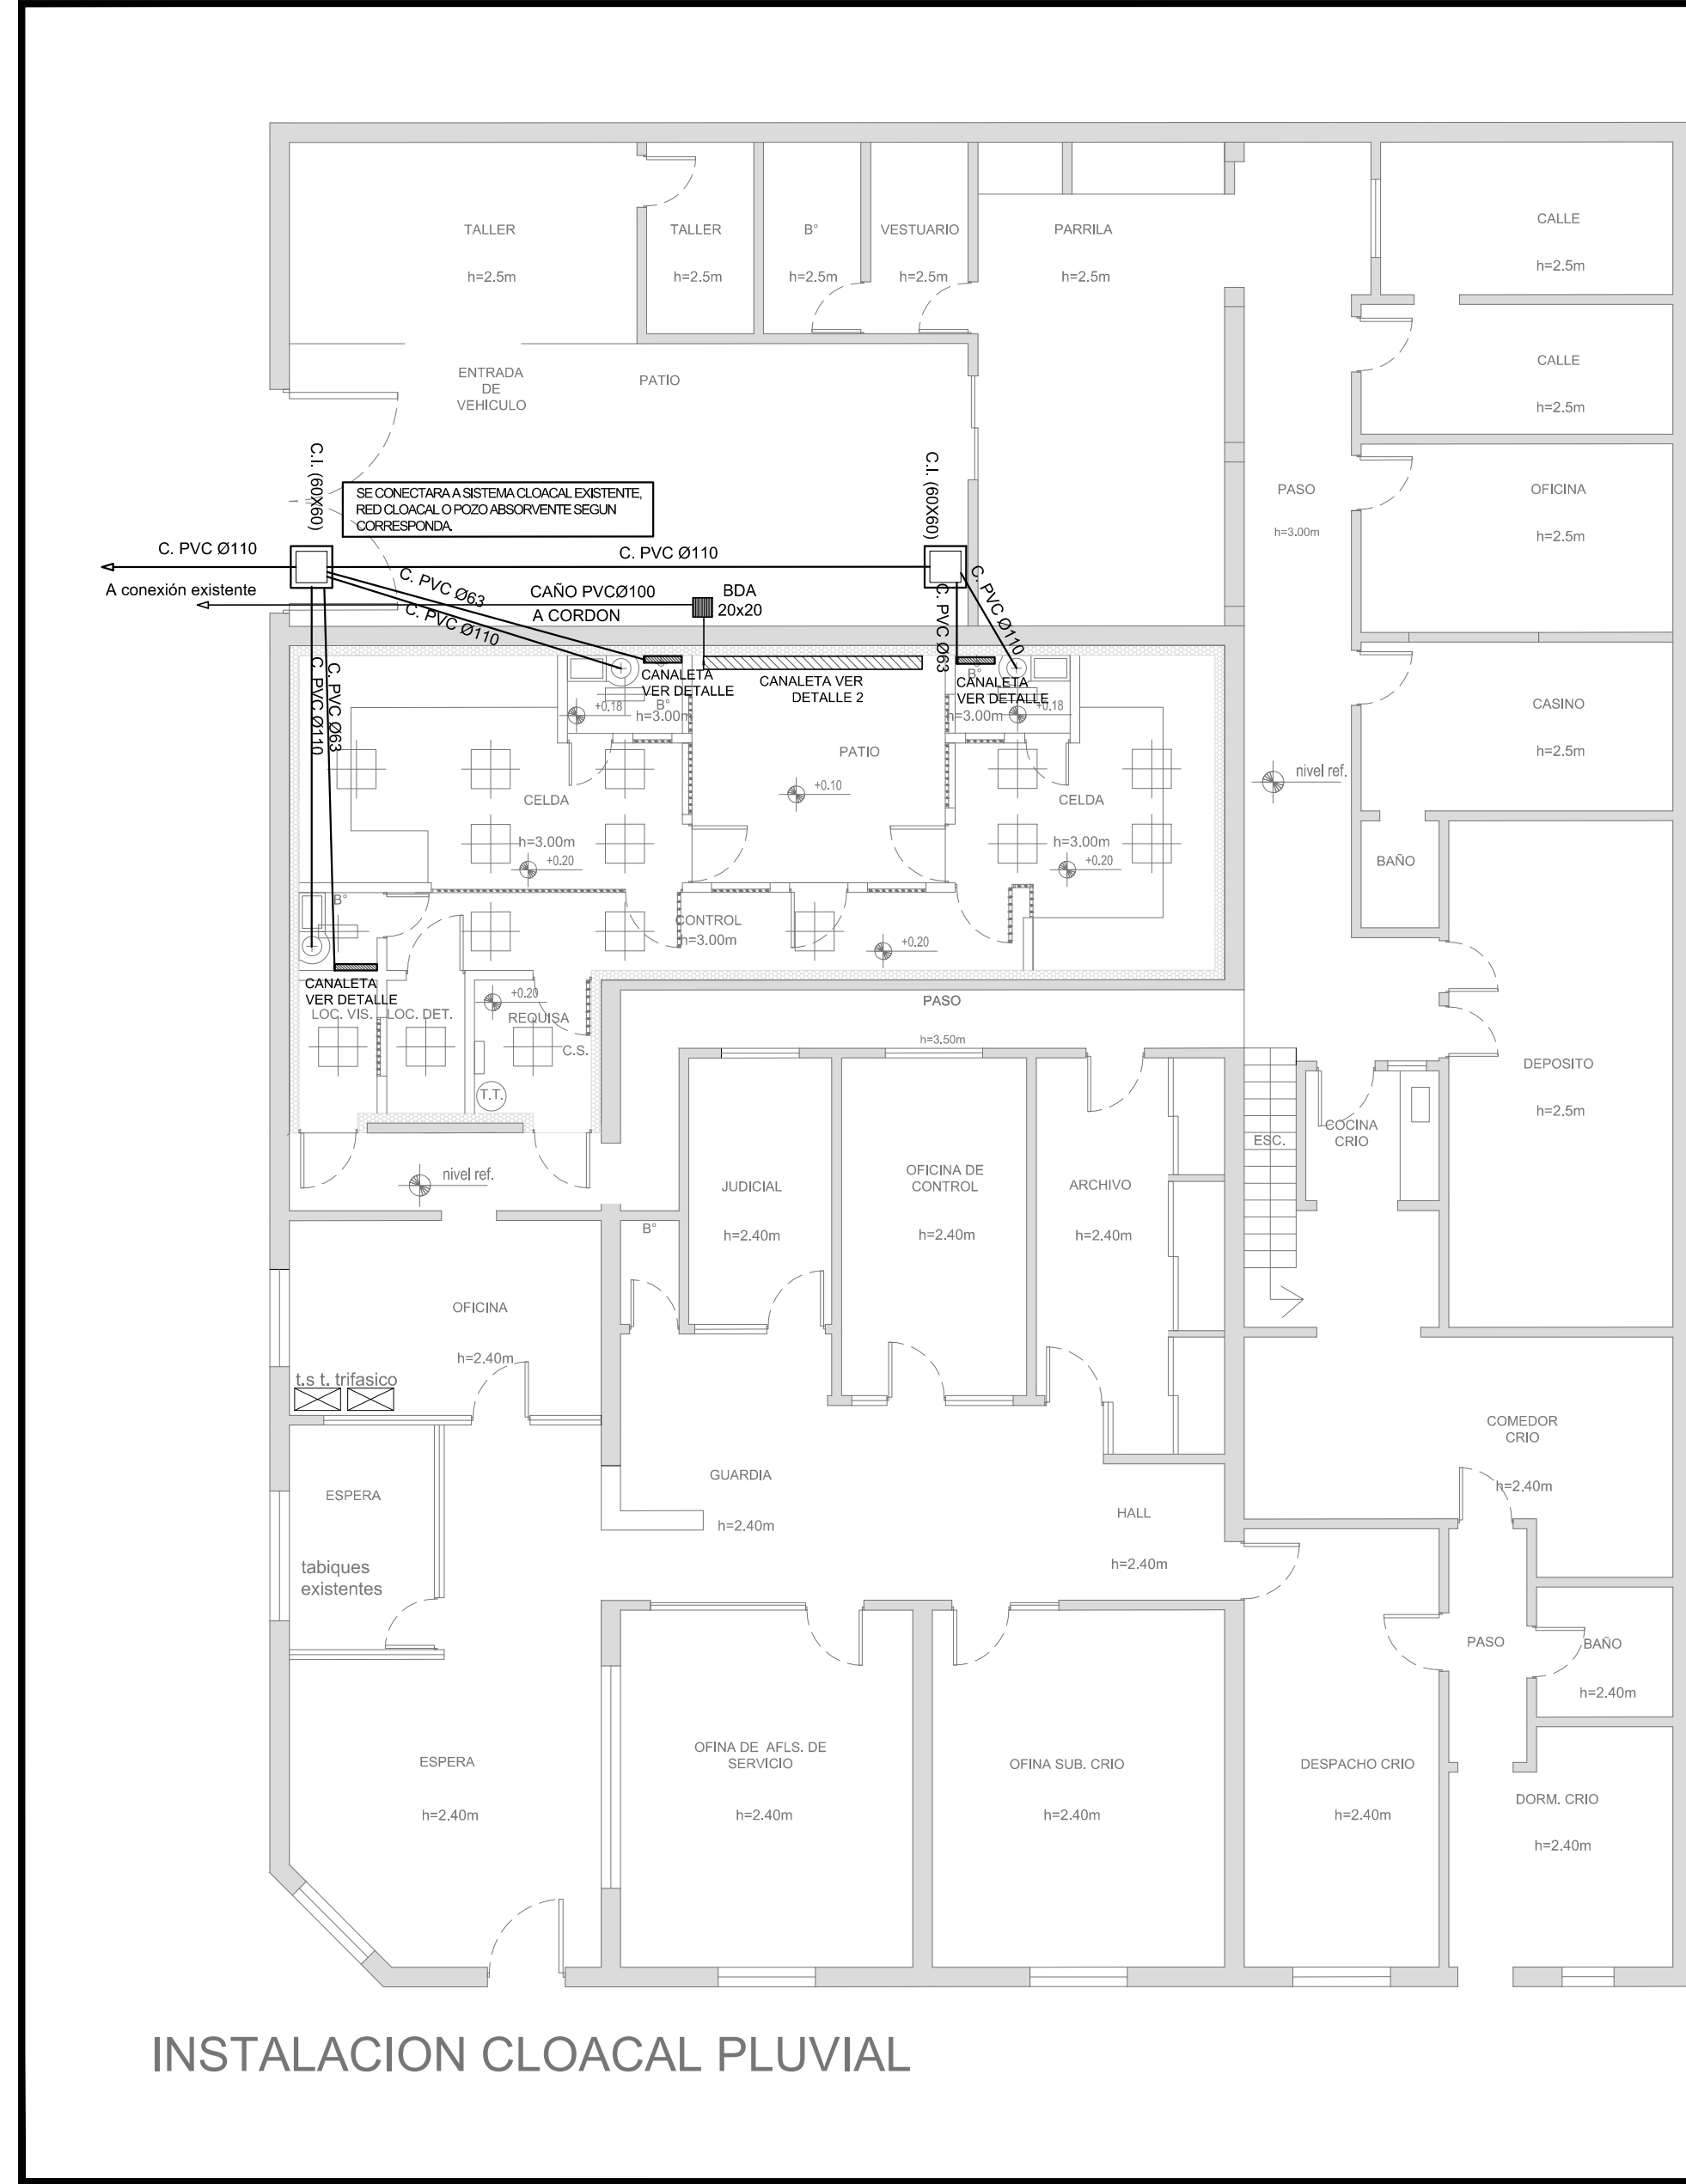 TALLER
h=2.5m
TALLER
h=2.5m
B°
h=2.5m
VESTUARIO
h=2.5m
PARRILA
h=2.5m
CALLE
h=2.5m
ENTRADA
DE
VEHÍCULO
PATIO
CALLE
h=2.5m
C.I. (60X60)
SE CONECTARA A SISTEMA CLOACAL EXISTENTE,
RED CLOACAL O POZO ABSORVENTE SEGUN
CORRESPONDA.
C.I. (60X60)
PASO
h=3.00m
OFICINA
h=2.5m
C. PVC Ø110
C. PVC Ø110
A conexión existente
C. PVC Ø63
C. PVC Ø110
CAÑO PVCØ100
A CORDON
BDA
20x20
C. PVC Ø63
C. PVC Ø110
C. PVC Ø110
C. PVC Ø63
B°
CANALETA
VER DETALLE
B°
h=3.00m
+0.18
CANALETA VER
DETALLE 2
B°
CANALETA
VER DETALLE
h=3.00m
+0.18
CASINO
h=2.5m
PATIO
+0.10
nivel ref.
CELDA
h=3.00m
+0.20
CELDA
h=3.00m
+0.20
BAÑO
B°
CONTROL
h=3.00m
+0.20
CANALETA
VER DETALLE
LOC. VIS.
LOC. DET.
+0.20
REQUISA
C.S.
T.T.
PASO
h=3.50m
DEPOSITO
h=2.5m
ESC.
COCINA
CRIO
nivel ref.
JUDICIAL
h=2.40m
OFICINA DE
CONTROL
h=2.40m
ARCHIVO
h=2.40m
B°
OFICINA
h=2.40m
t.s t. trifasico
COMEDOR
CRIO
h=2.40m
ESPERA
tabiques
existentes
GUARDIA
h=2.40m
HALL
h=2.40m
PASO
BAÑO
h=2.40m
ESPERA
h=2.40m
OFINA DE AFLS. DE
SERVICIO
h=2.40m
OFINA SUB. CRIO
h=2.40m
DESPACHO CRIO
h=2.40m
DORM. CRIO
h=2.40m
INSTALACION CLOACAL PLUVIAL